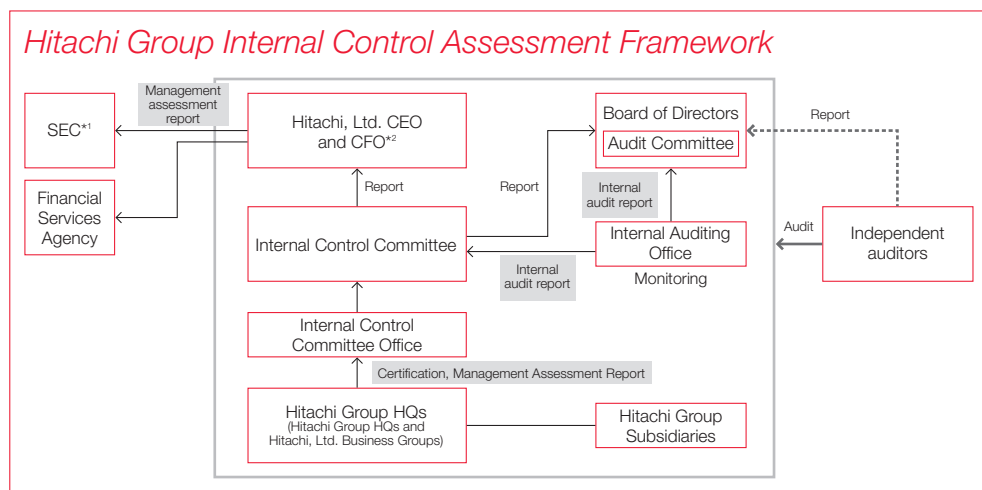 Hitachi Group Internal Control Assessment Framework
Management
assessment
report
SEC*1
Hitachi, Ltd. CEO
and CFO*2
Board of Directors
Audit Committee
Report
Financial
Services
Agency
Report
Report
Internal
audit report
Internal Control Committee
Internal Auditing
Office
Monitoring
Audit
Independent
auditors
Internal
audit report
Internal Control
Committee Office
Certification, Management Assessment Report
Hitachi Group HQs
(Hitachi Group HQs and
Hitachi, Ltd. Business Groups)
Hitachi Group
Subsidiaries